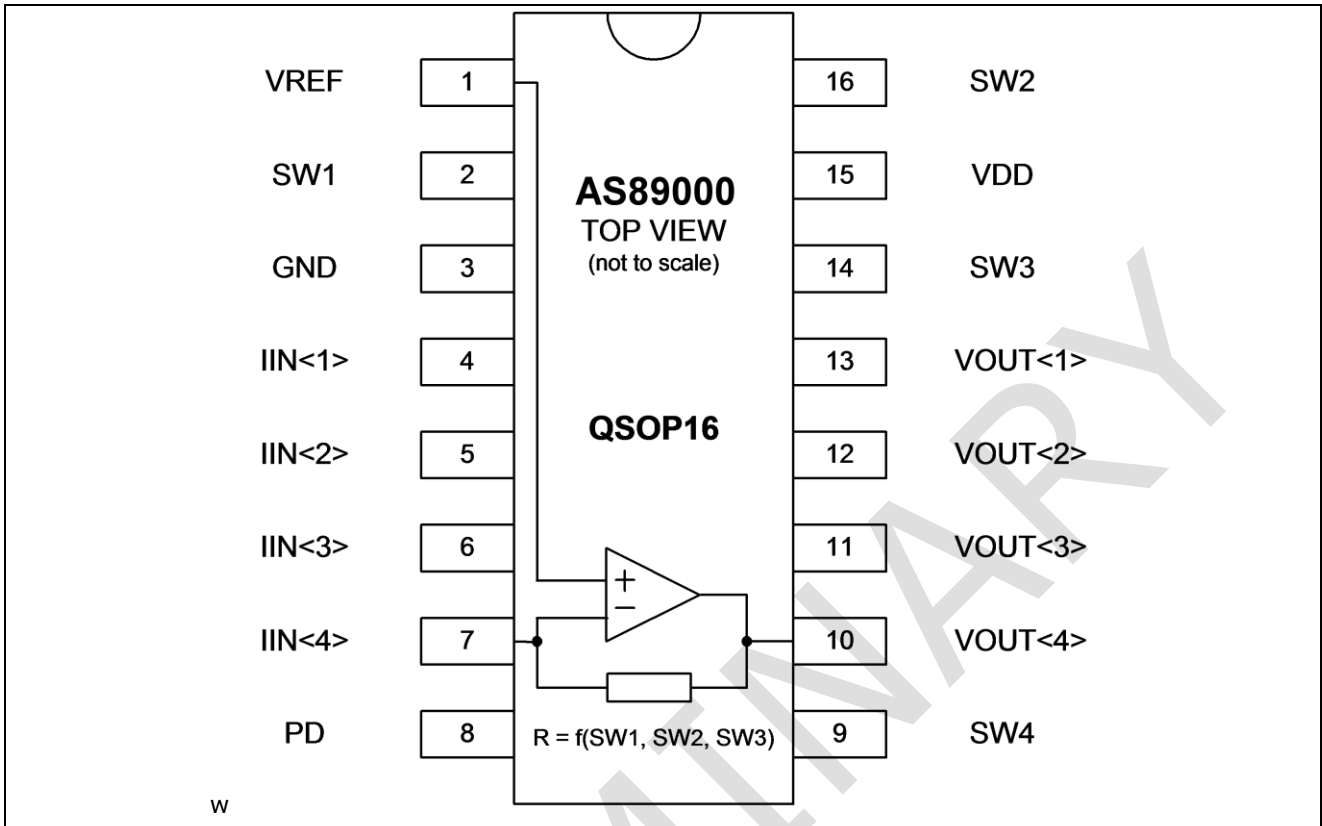 VREF 1 16 SW2
SW1 2 AS89000 15 VDD
TOP VIEW
GND 3 (not to scale) 14 SW3
IIN<1> 4 13 VOUT<1>
QSOP16
IIN<2> 5 12 VOUT<2>
IIN<3> 6 11 VOUT<3>
+
−
IIN<4> 7 10 VOUT<4>
PD 8 R = f(SW1, SW2, SW3) 9 SW4
w
MINARY